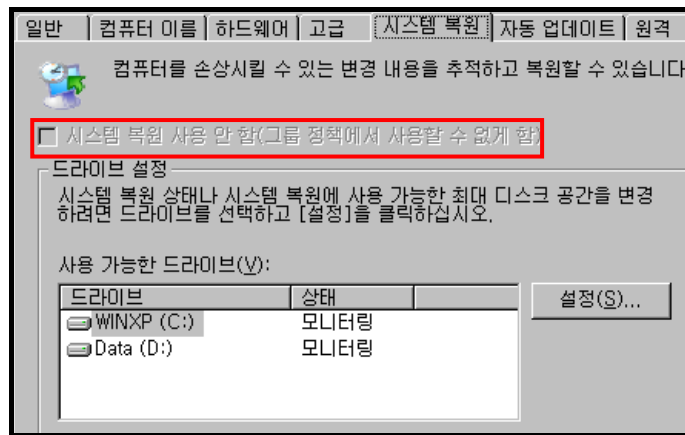 일반 컴퓨터 이름 하드웨어 고급 시스템 복원 자동 업데이트 원격
컴퓨터를 손상시킬 수 있는 변경 내용을 추적하고 복원할 수 있습니다
시스템 복원 사용 안 함(그룹 정책에서 사용할 수 없게 함)
드라이브 설정
시스템 복원 상태나 시스템 복원에 사용 가능한 최대 디스크 공간을 변경
하려면 드라이브를 선택하고 [설정]을 클릭하십시오.
사용 가능한 드라이브(V):
드라이브 상태 설정(S)...
WINXP (C:) 모니터링
Data (D:) 모니터링